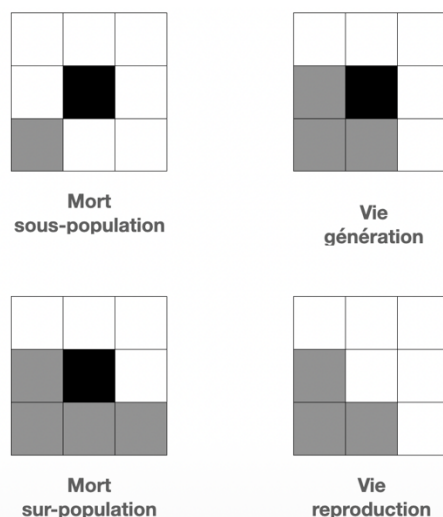 Mort
sous-population
Vie
génération
Mort
sur-population
Vie
reproduction